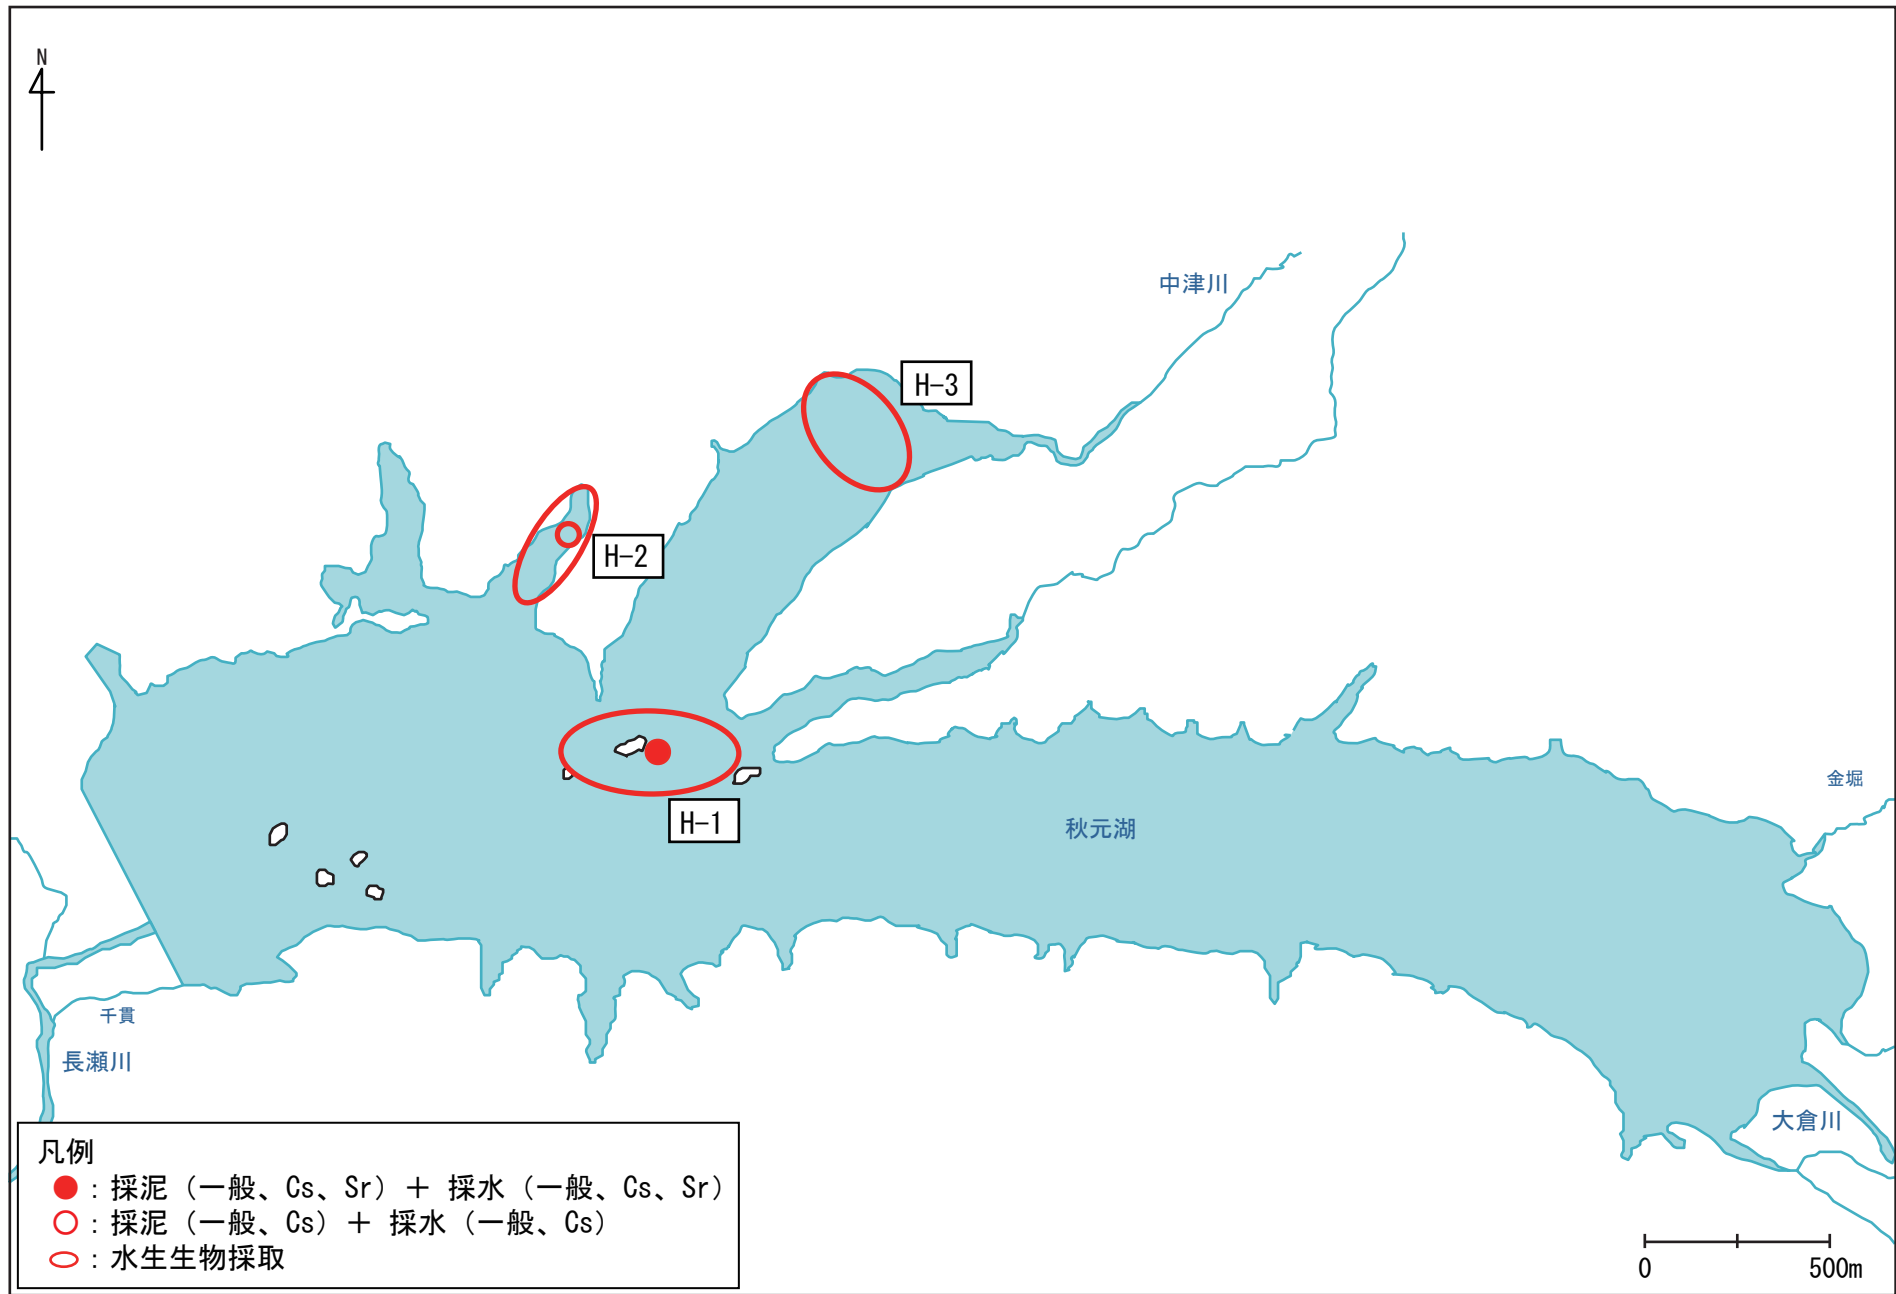 N
中津川
H-3
H-2
H-1
秋元湖
金堀
千貫
長瀬川
大倉川
凡例
：採泥（一般、Cs、Sr）＋ 採水（一般、Cs、Sr）
：採泥（一般、Cs）＋ 採水（一般、Cs）
：水生生物採取
0 500m